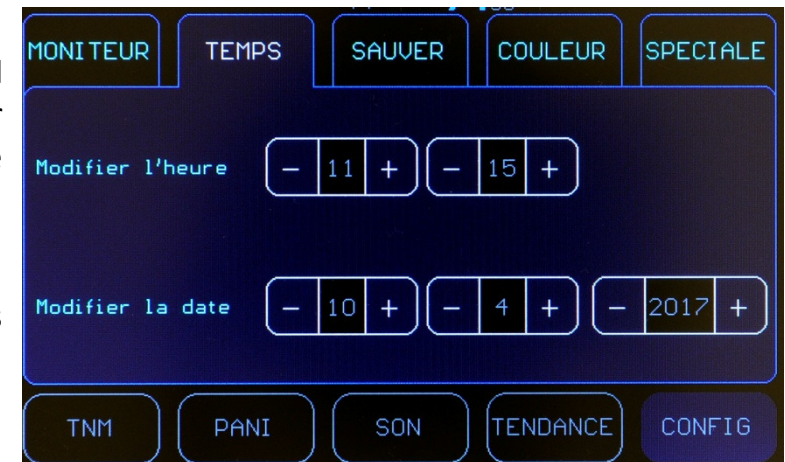 MONITEUR TEMPS SAUVER COULEUR SPECIALE
Modifier l'heure − 11 + − 15 +
Modifier la date − 10 + − 4 + − 2017 +
TNM PANI SON TENDANCE CONFIG